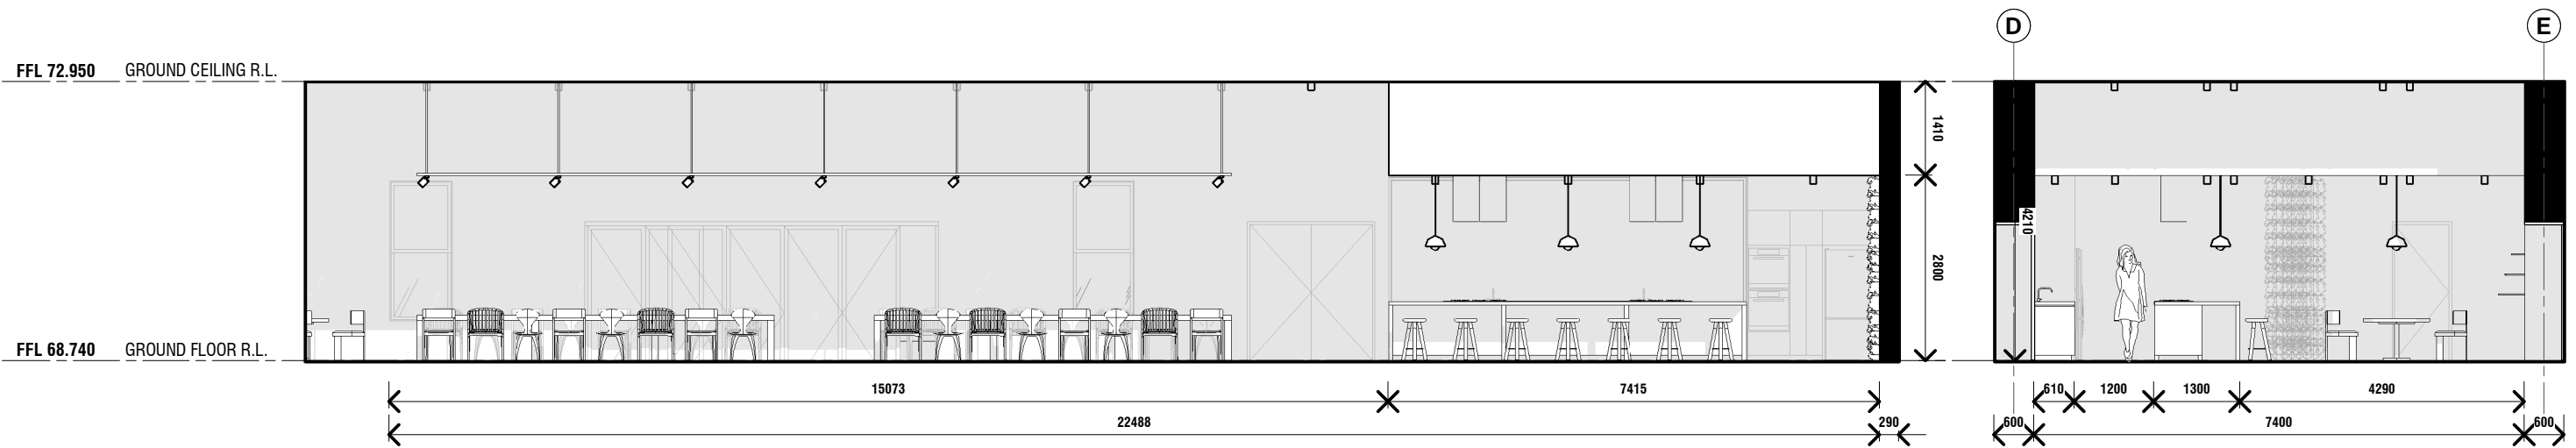 D E
FFL 72.950 GROUND CEILING R.L.
1410
4210
2800
FFL 68.740 GROUND FLOOR R.L.
15073 7415 610 1200 1300 4290
22488 290 600 7400 600